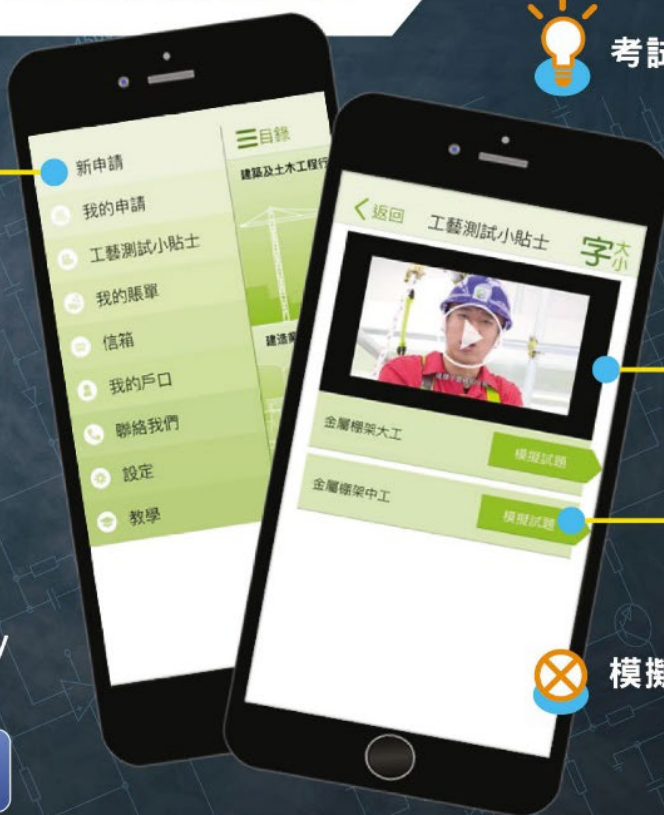 新申請
我的申請
工藝測試小貼士
我的賬單
信箱
我的戶口
聯絡我們
設定
教學
目錄
建築及土木工程行
返回
工藝測試小貼士
字大小
金屬棚架大工
模擬試題
金屬棚架中工
模擬試題
考試
模擬